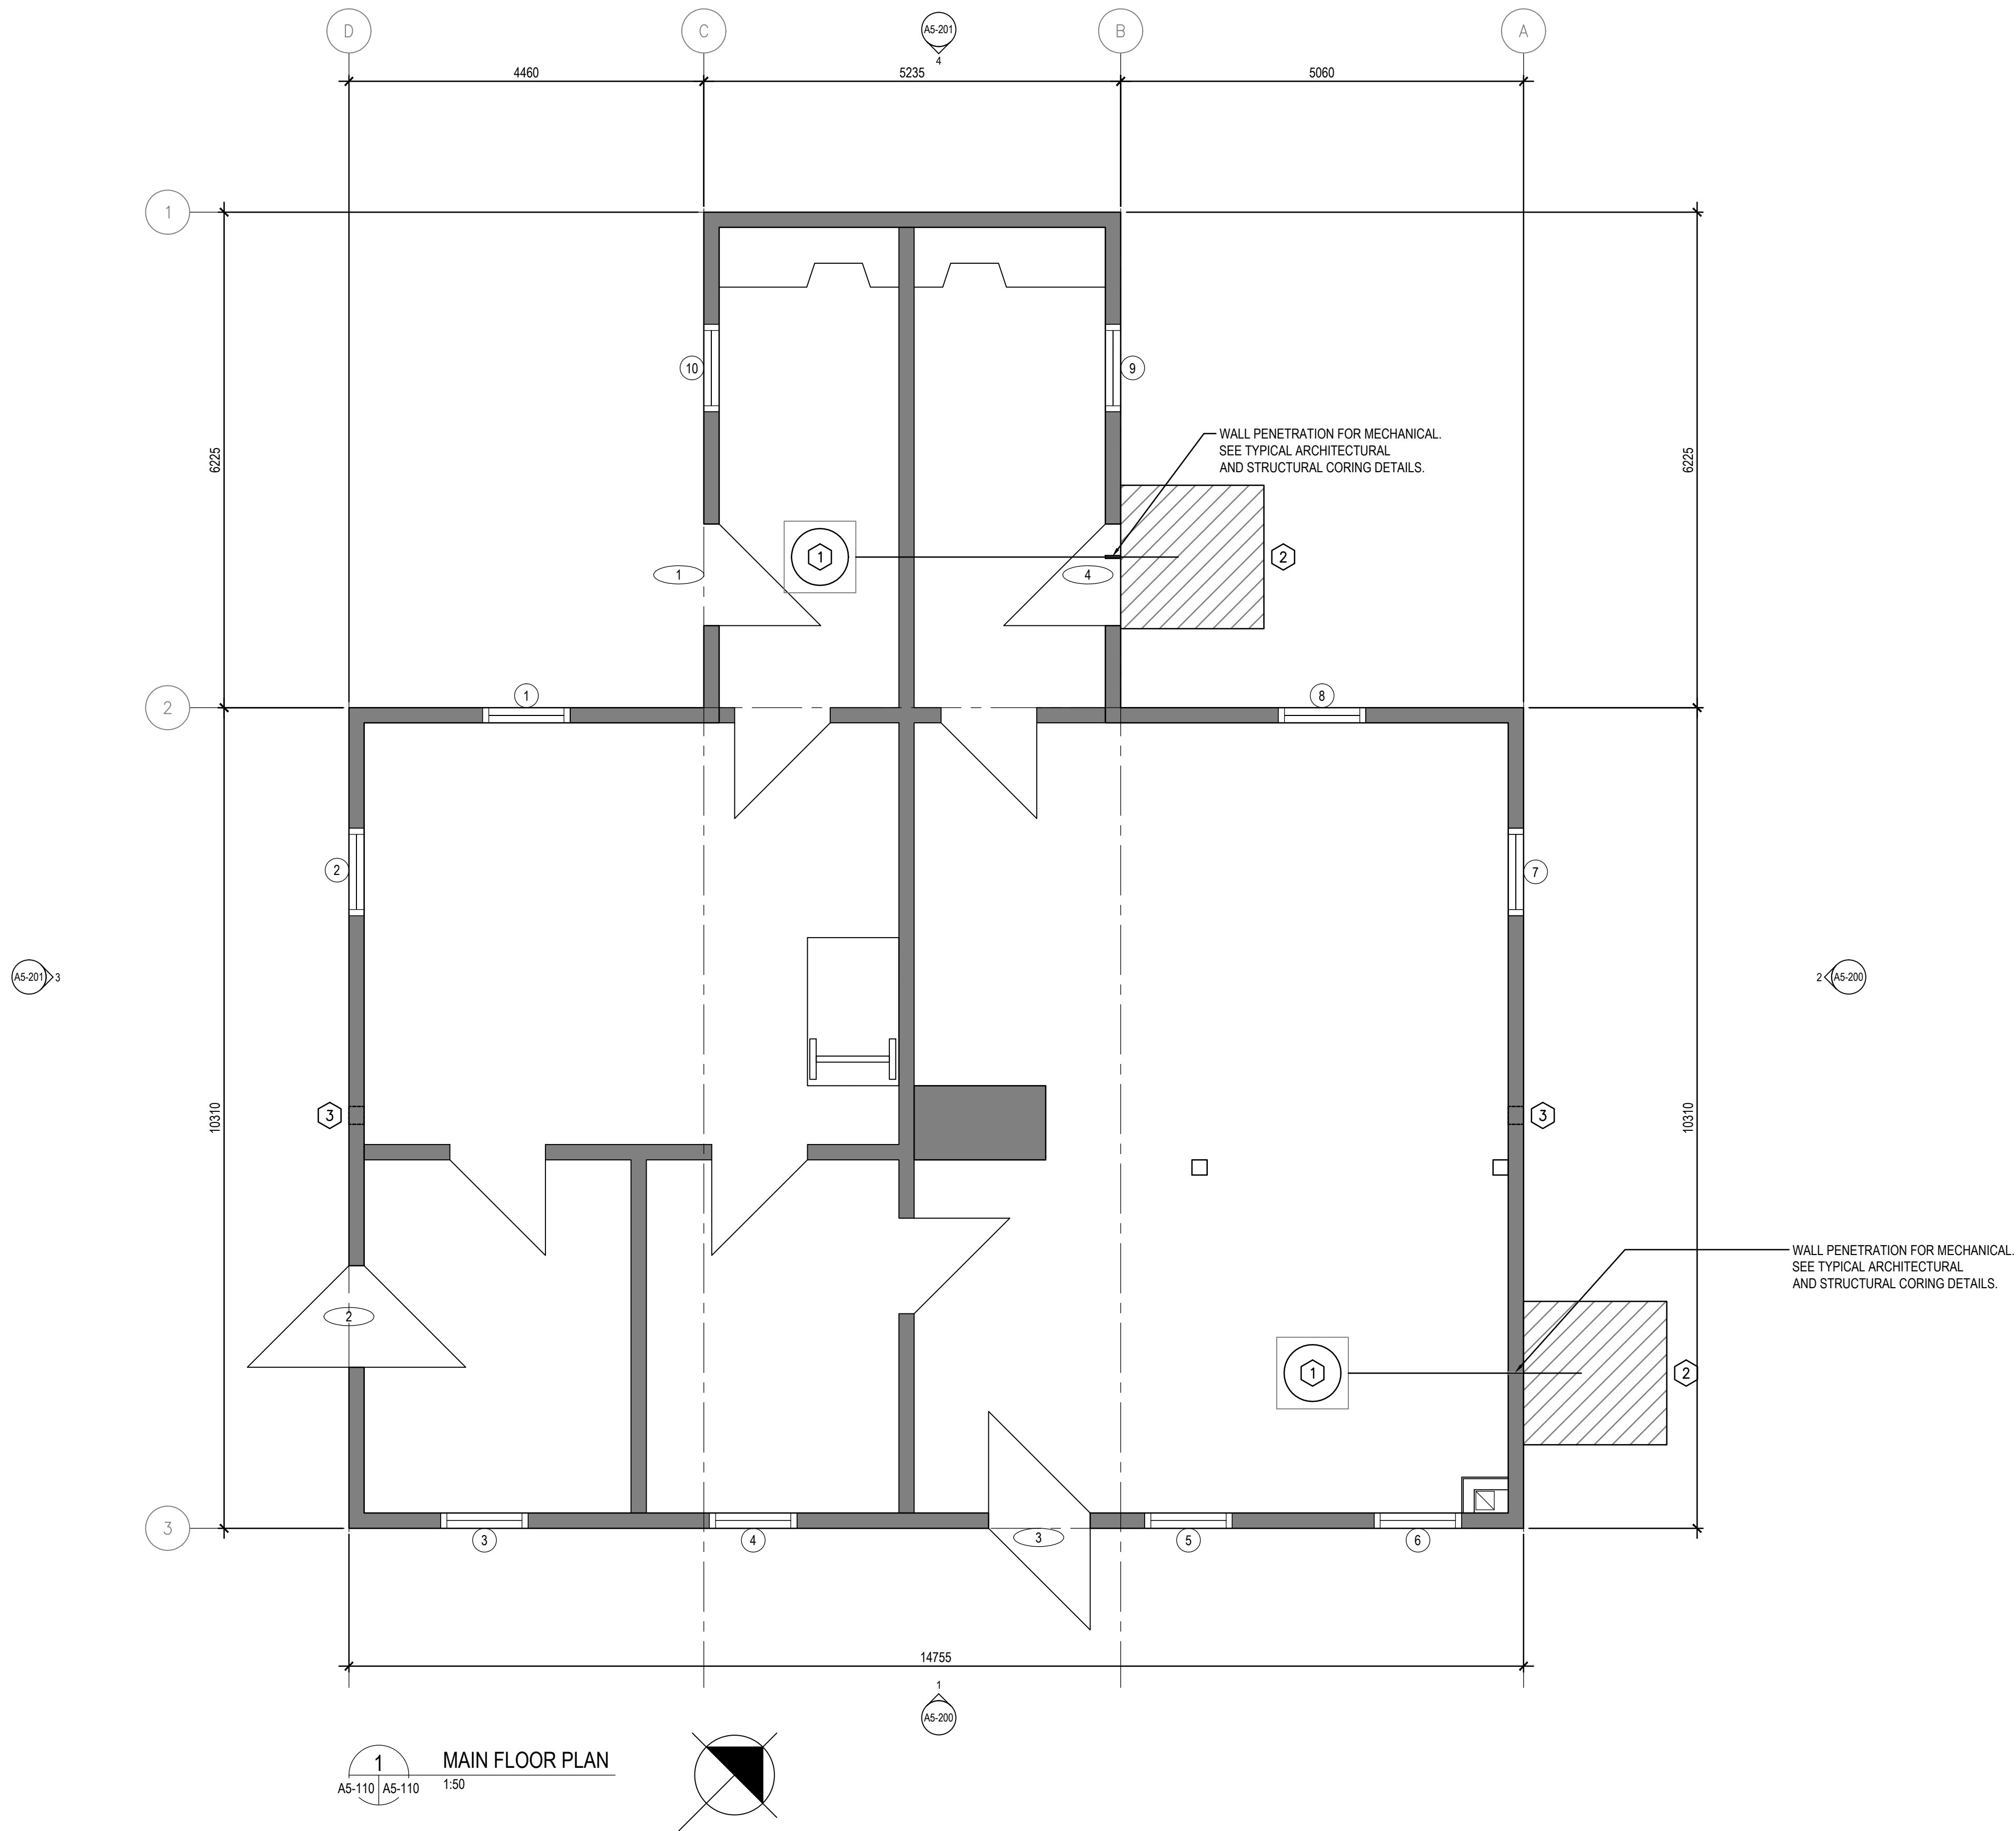 D
C
A5-201
4
B
A
4460
5235
5060
1
10
9
WALL PENETRATION FOR MECHANICAL.
SEE TYPICAL ARCHITECTURAL
AND STRUCTURAL CORING DETAILS.
6225
6225
1
1
4
2
2
1
8
2
7
A5-201
3
2
A5-200
10310
3
3
10310
WALL PENETRATION FOR MECHANICAL.
SEE TYPICAL ARCHITECTURAL
AND STRUCTURAL CORING DETAILS.
2
1
2
3
3
4
3
5
6
14755
1
A5-200
1
A5-110
A5-110
MAIN FLOOR PLAN
1:50